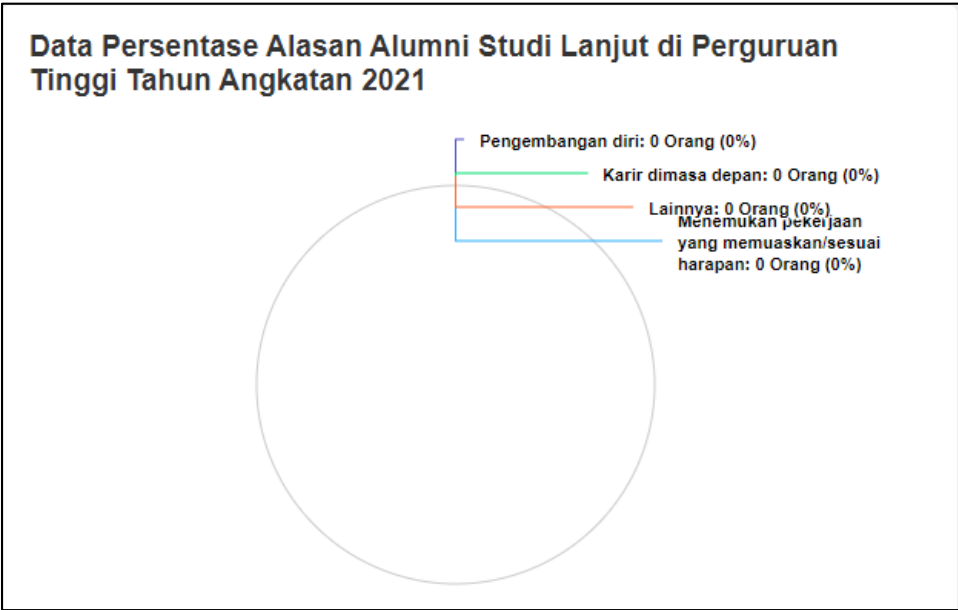 Data Persentase Alasan Alumni Studi Lanjut di Perguruan
Tinggi Tahun Angkatan 2021
Pengembangan diri: 0 Orang (0%)
Karir dimasa depan: 0 Orang (0%)
Lainnya: 0 Orang (0%)
Menemukan pekerjaan
yang memuaskan/sesuai
harapan: 0 Orang (0%)